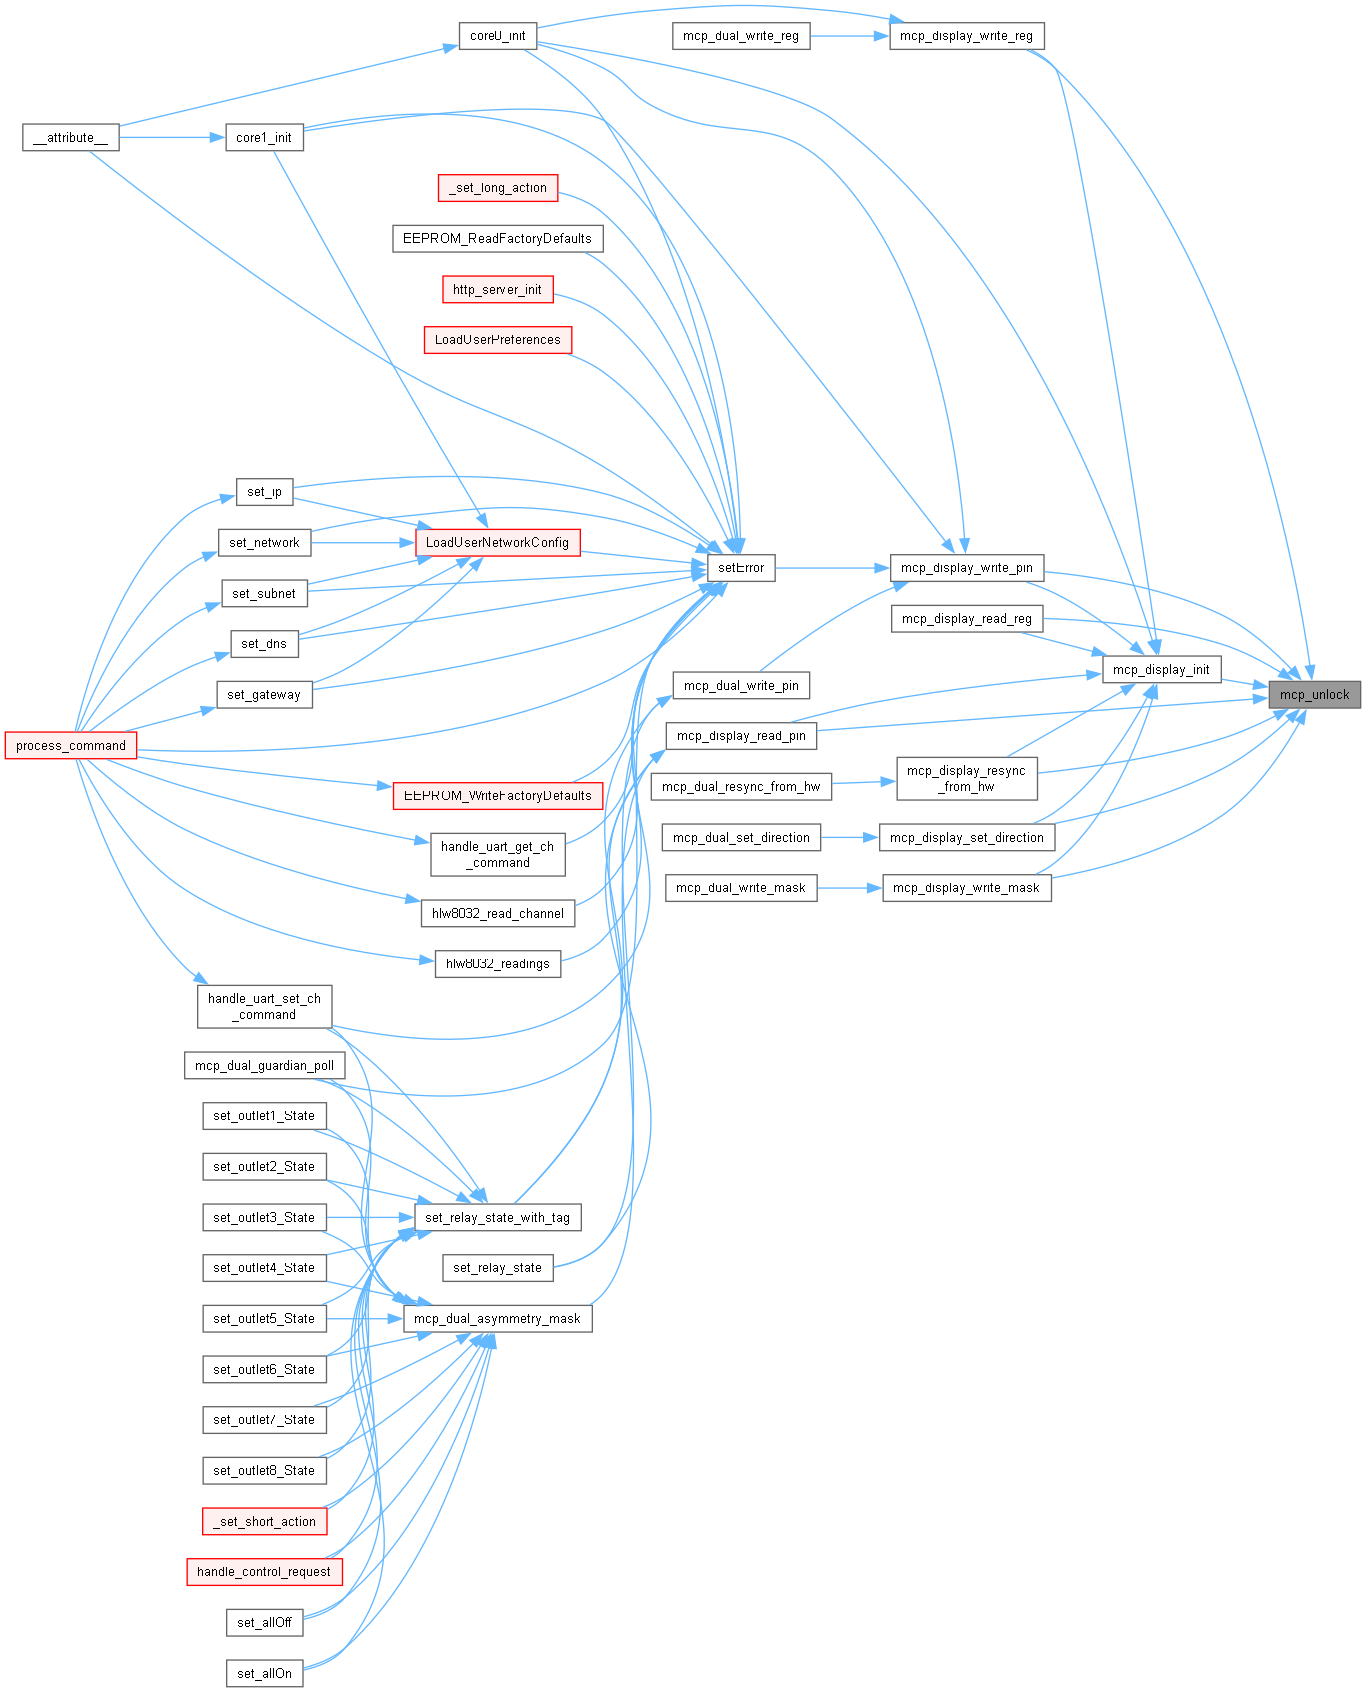 core0_init
mcp_dual_write_reg
mcp_display_write_reg
__attribute__
core1_init
_set_long_action
EEPROM_ReadFactoryDefaults
http_server_init
LoadUserPreferences
set_ip
set_network
LoadUserNetworkConfig
set_subnet
set_dns
set_gateway
setError
mcp_display_write_pin
mcp_display_read_reg
mcp_display_init
mcp_unlock
mcp_dual_write_pin
process_command
mcp_display_read_pin
EEPROM_WriteFactoryDefaults
mcp_dual_resync_from_hw
mcp_display_resync
_from_hw
handle_uart_get_ch
_command
mcp_dual_set_direction
mcp_display_set_direction
mcp_dual_write_mask
mcp_display_write_mask
hlw8032_read_channel
hlw8032_readings
handle_uart_set_ch
_command
mcp_dual_guardian_poll
set_outlet1_State
set_outlet2_State
set_outlet3_State
set_relay_state_with_tag
set_outlet4_State
set_relay_state
set_outlet5_State
mcp_dual_asymmetry_mask
set_outlet6_State
set_outlet7_State
set_outlet8_State
_set_short_action
handle_control_request
set_allOff
set_allOn